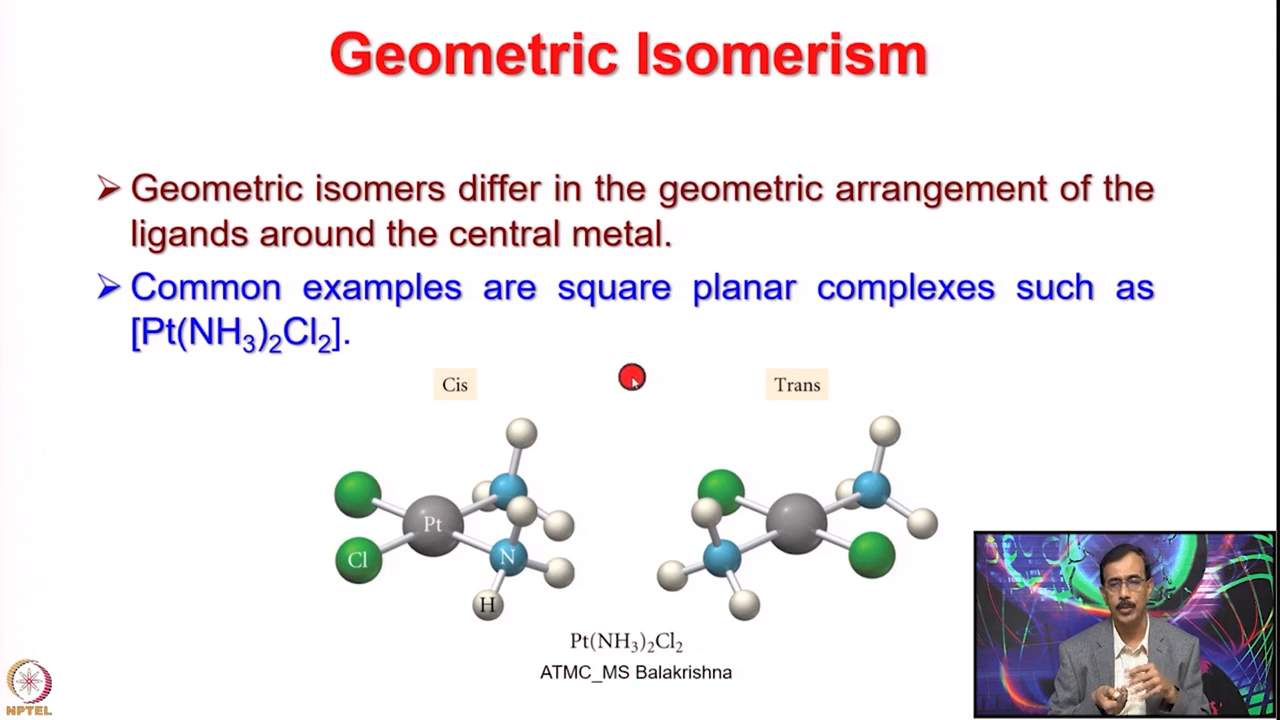 Geometric Isomerism
➢ Geometric isomers differ in the geometric arrangement of the
ligands around the central metal.
➢ Common examples are square planar complexes such as
[Pt(NH₃)₂Cl₂].
Cis
Trans
Pt
Cl
N
H
Pt(NH₃)₂Cl₂
ATMC_MS Balakrishna
NPTEL